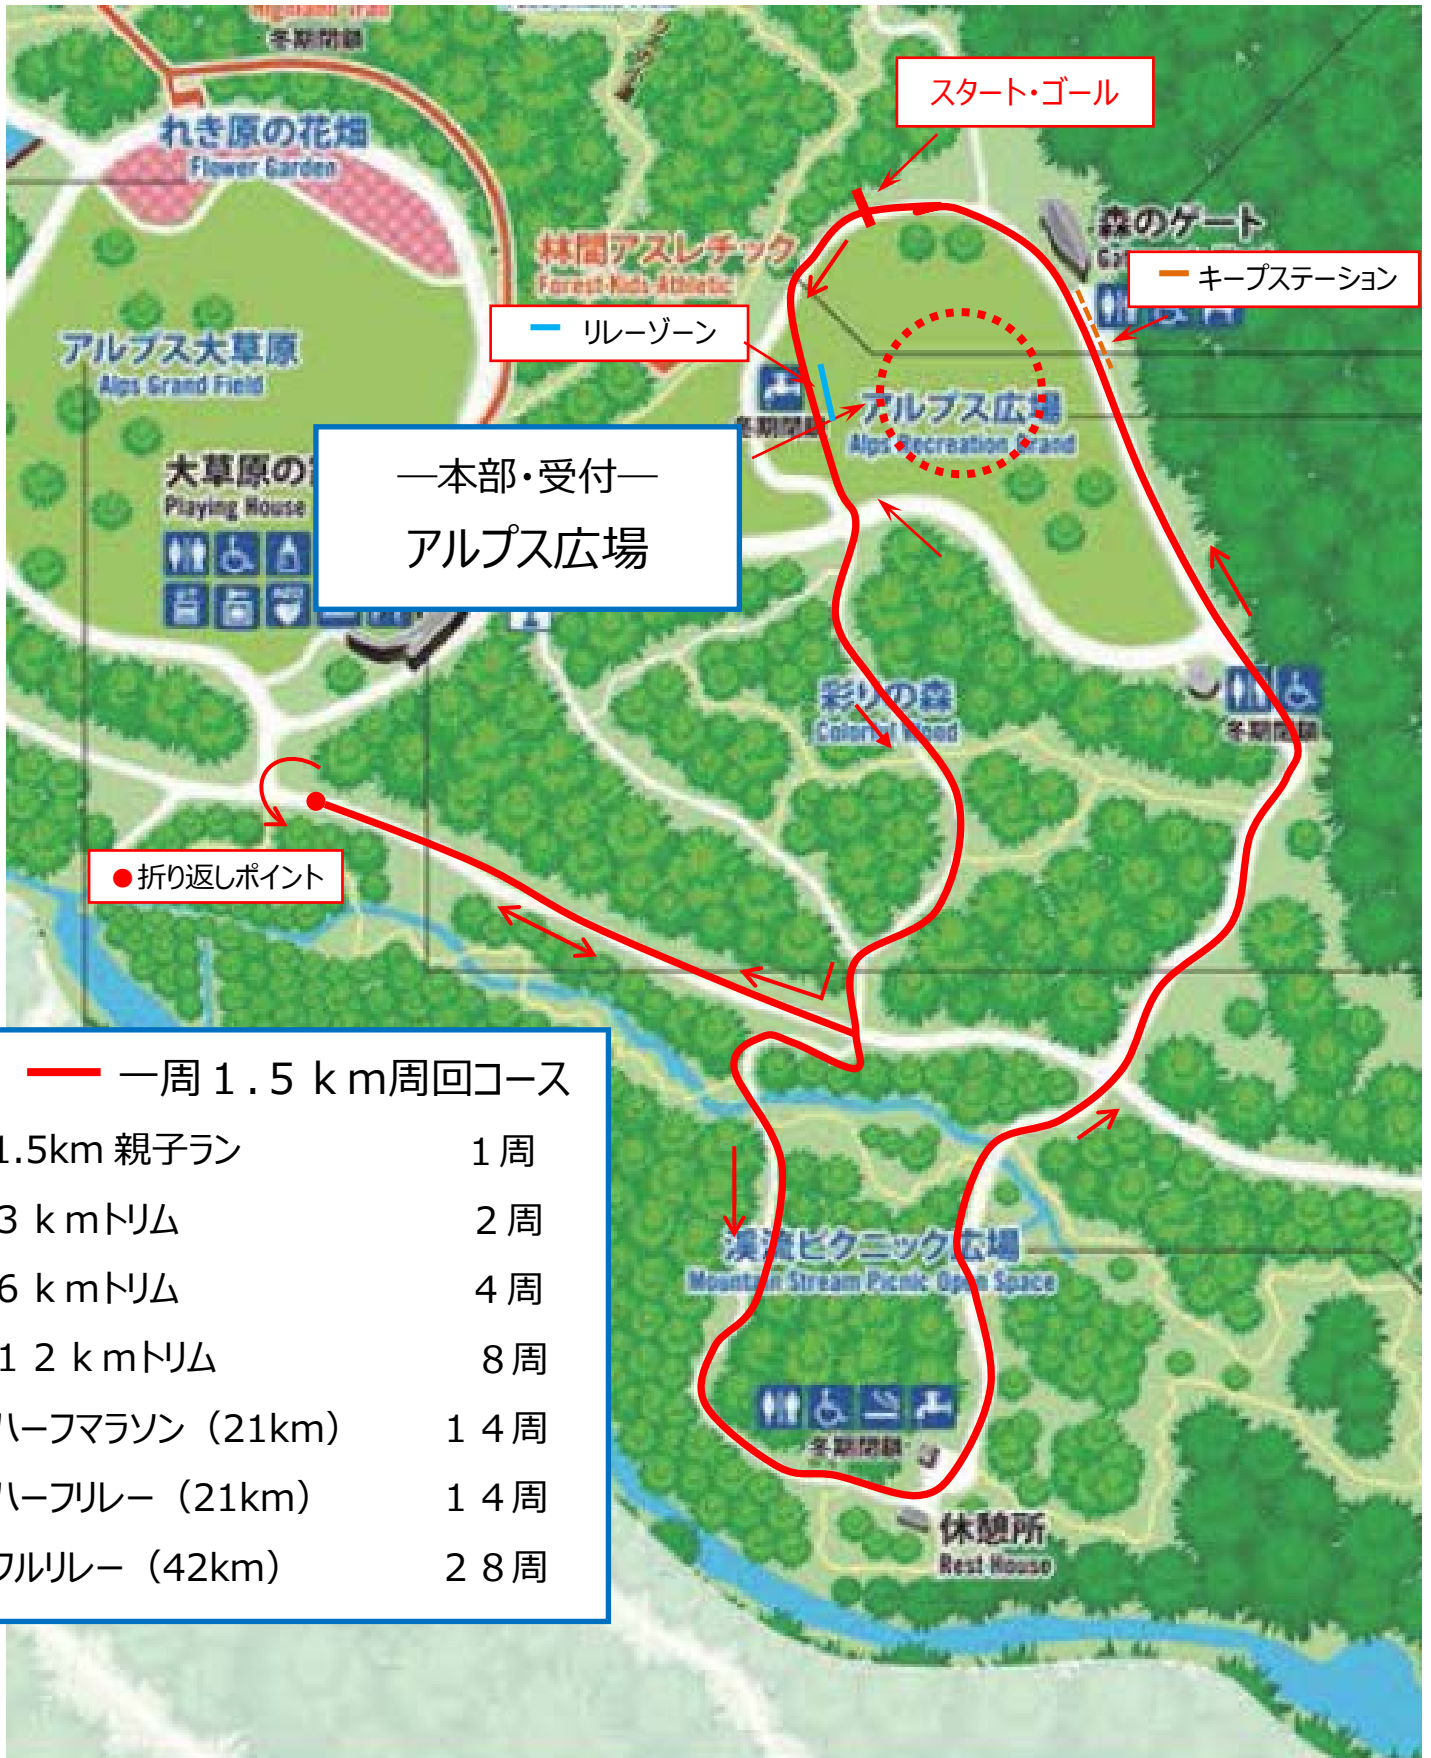 Highland Trail
冬期閉鎖
スタート・ゴール
れき原の花畑
Flower Garden
森のゲート
林間アスレチック
Forest Kids Athletic
キープステーション
リレーゾーン
アルプス大草原
Alps Grand Field
アルプス広場
Alps Recreation Grand
大草原の
Playing House
―本部・受付―
アルプス広場
彩りの森
Colorful Wood
冬期閉鎖
●折り返しポイント
一周１.５ｋｍ周回コース
1.5km 親子ラン １周
３ｋｍトリム ２周
６ｋｍトリム ４周
１２ｋｍトリム ８周
ハーフマラソン（21km） １４周
ハーフリレー（21km） １４周
フルリレー（42km） ２８周
渓流ピクニック広場
Mountain Stream Picnic Open Space
冬期閉鎖
休憩所
Rest House